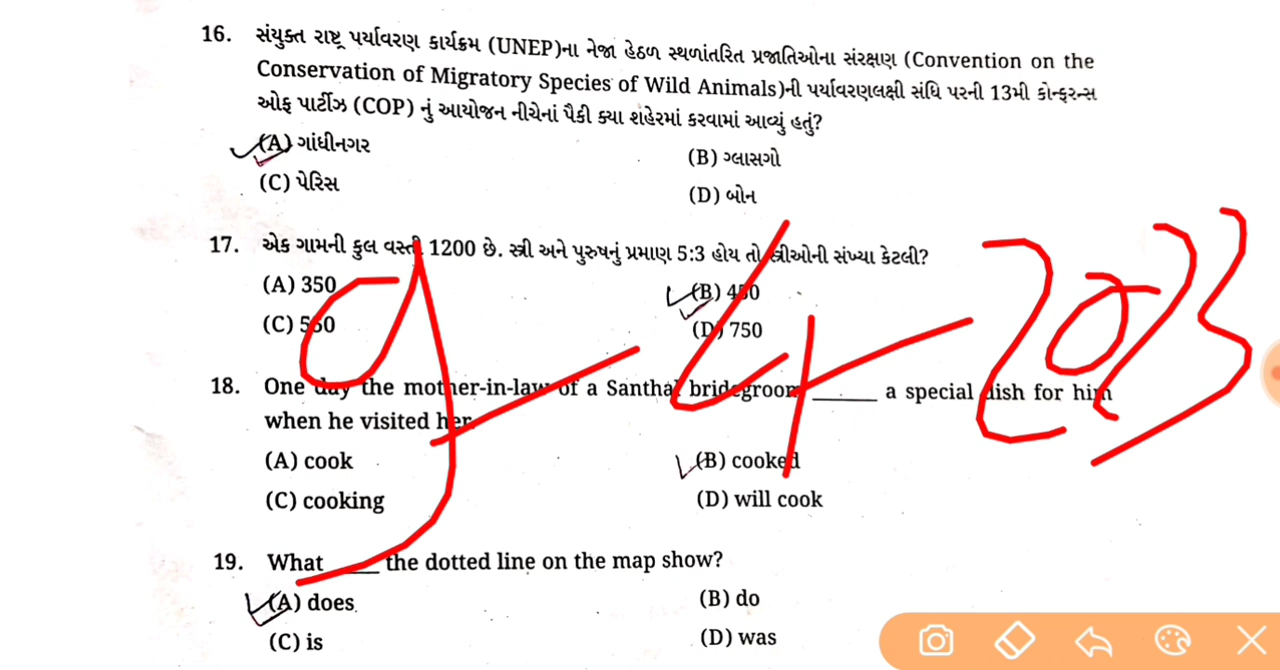 16. સંયુક્ત રાષ્ટ્ર પર્યાવરણ કાર્યક્રમ (UNEP)ના નેજા હેઠળ સ્થળાંતરિત પ્રજાતિઓના સંરક્ષણ (Convention on the
Conservation of Migratory Species of Wild Animals)ની પર્યાવરણલક્ષી સંધિ પરની 13મી કોન્ફરન્સ
ઓફ પાર્ટીઝ (COP) નું આયોજન નીચેનાં પૈકી ક્યા શહેરમાં કરવામાં આવ્યું હતું?
(A) ગાંધીનગર (B) ગ્લાસગો
(C) પેરિસ (D) બોન
17. એક ગામની કુલ વસ્તી 1200 છે. સ્ત્રી અને પુરુષનું પ્રમાણ 5:3 હોય તો સ્ત્રીઓની સંખ્યા કેટલી?
(A) 350 (B) 450
(C) 550 (D) 750
9-4-2023
18. One day the mother-in-law of a Santhal bridegroom ______ a special dish for him
when he visited her.
(A) cook (B) cooked
(C) cooking (D) will cook
19. What _____ the dotted line on the map show?
(A) does (B) do
(C) is (D) was